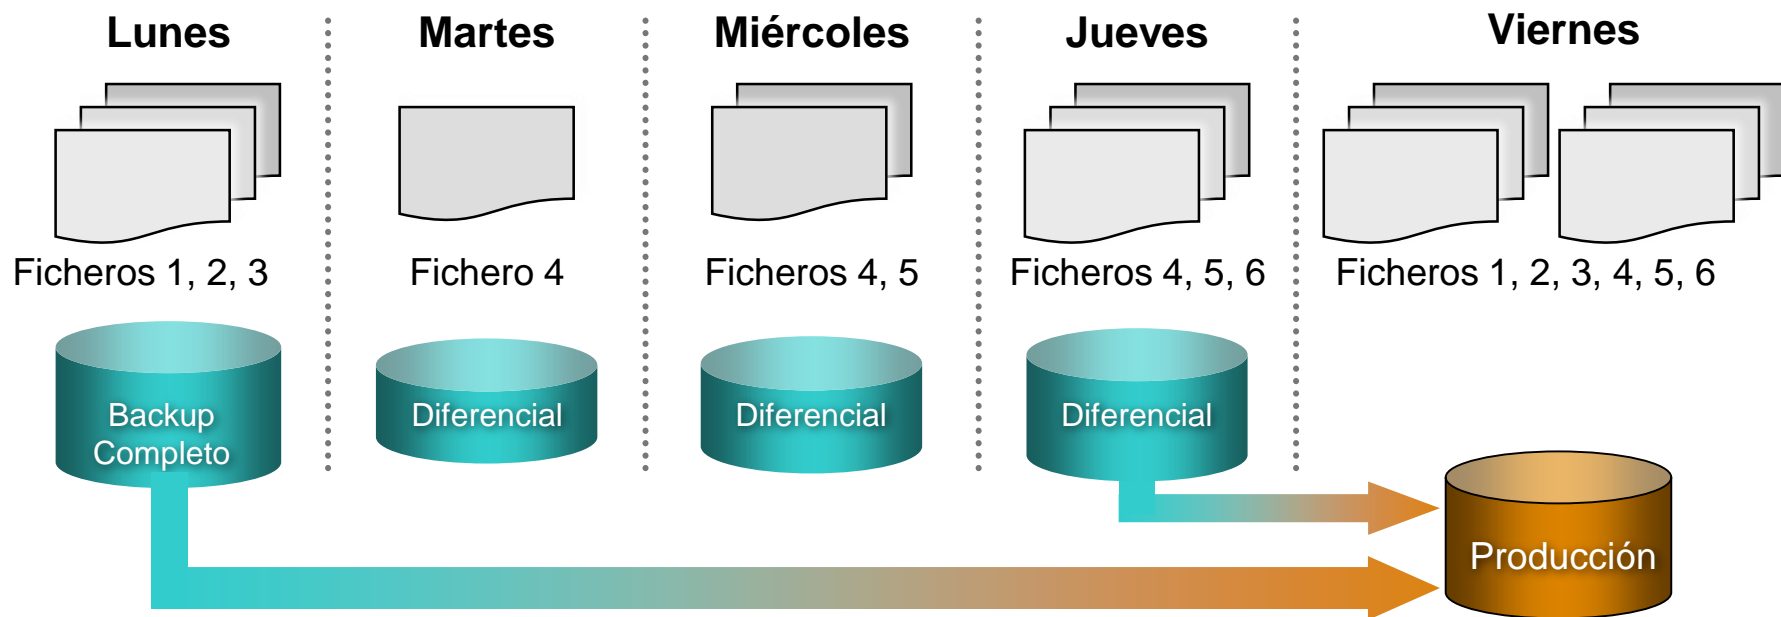 Lunes
Martes
Miércoles
Jueves
Viernes
Ficheros 1, 2, 3
Fichero 4
Ficheros 4, 5
Ficheros 4, 5, 6
Ficheros 1, 2, 3, 4, 5, 6
Backup
Completo
Diferencial
Diferencial
Diferencial
Producción